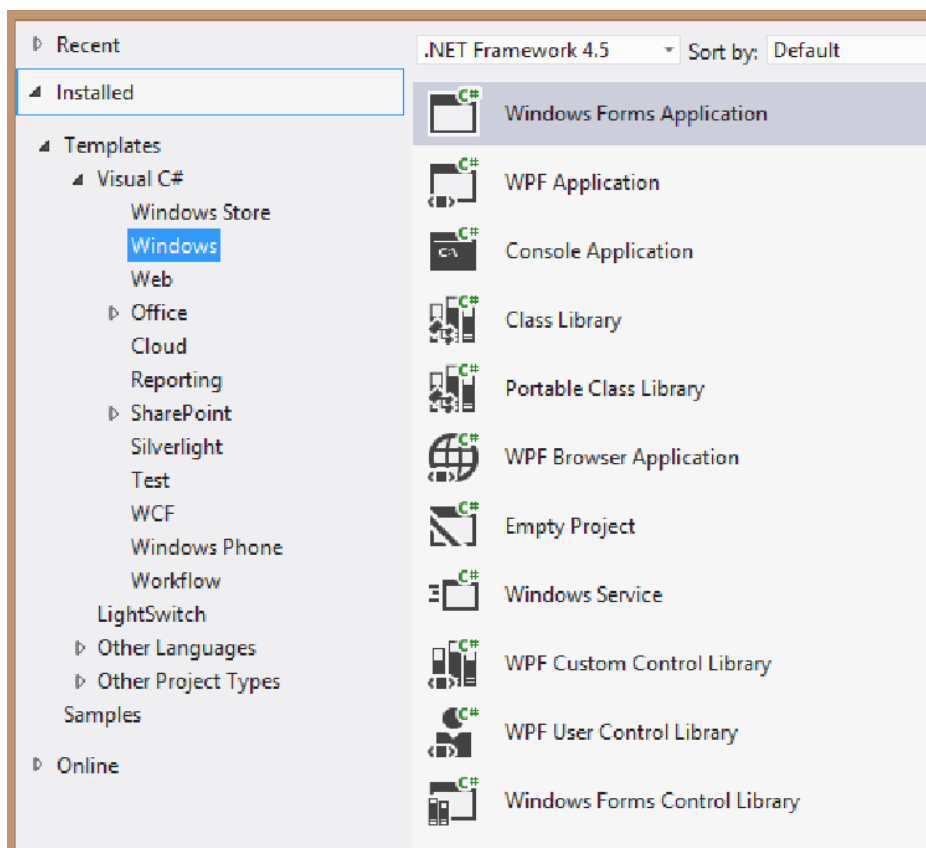 Recent
Installed
Templates
Visual C#
Windows Store
Windows
Web
Office
Cloud
Reporting
SharePoint
Silverlight
Test
WCF
Windows Phone
Workflow
LightSwitch
Other Languages
Other Project Types
Samples
Online
.NET Framework 4.5 Sort by: Default
C# Windows Forms Application
C# WPF Application
C# C:\ Console Application
C# Class Library
C# Portable Class Library
C# WPF Browser Application
C# Empty Project
C# Windows Service
C# WPF Custom Control Library
C# WPF User Control Library
C# Windows Forms Control Library